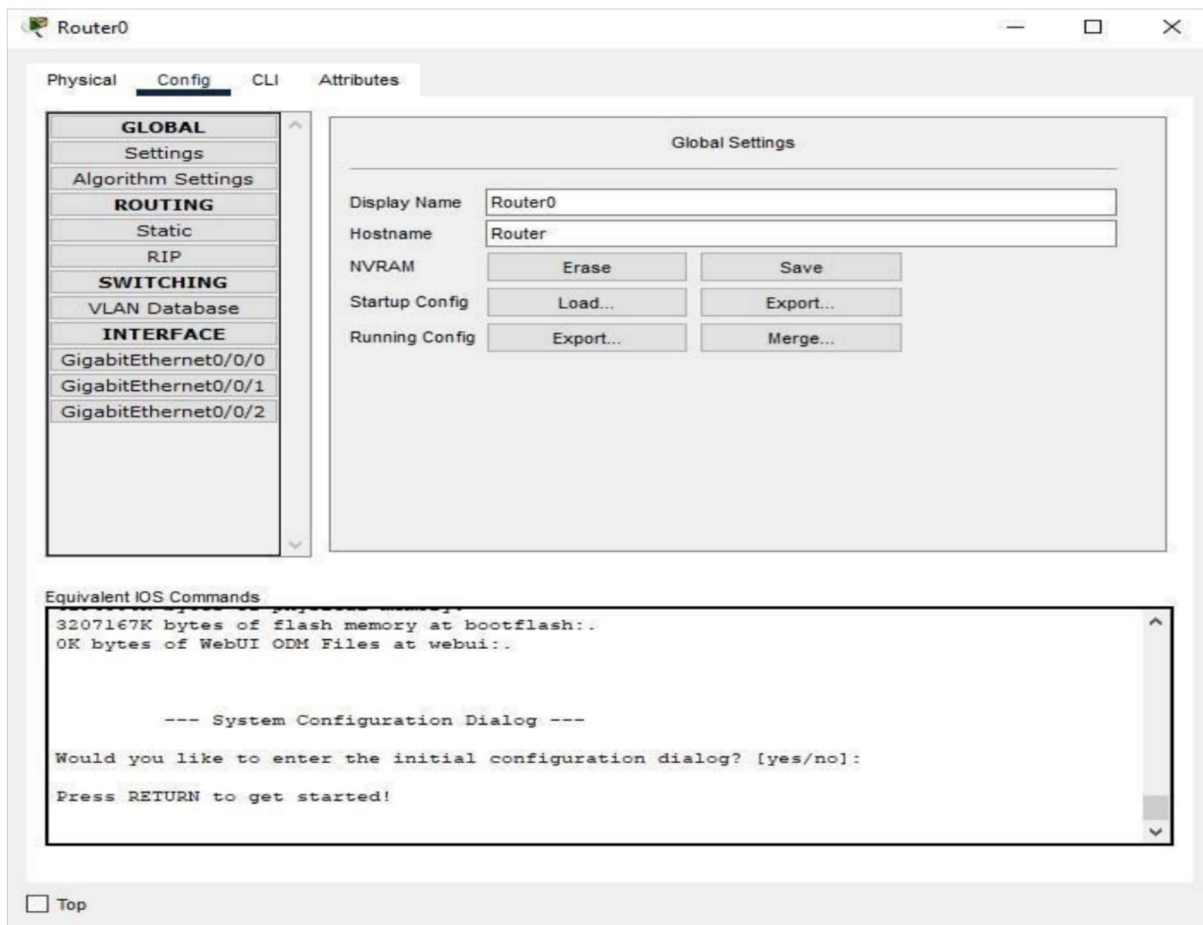 Router0
Physical Config CLI Attributes
GLOBAL
Settings
Algorithm Settings
ROUTING
Static
RIP
SWITCHING
VLAN Database
INTERFACE
GigabitEthernet0/0/0
GigabitEthernet0/0/1
GigabitEthernet0/0/2
Global Settings
Display Name Router0
Hostname Router
NVRAM Erase Save
Startup Config Load... Export...
Running Config Export... Merge...
Equivalent IOS Commands
3207167K bytes of flash memory at bootflash:.
0K bytes of WebUI ODM Files at webui:.
--- System Configuration Dialog ---
Would you like to enter the initial configuration dialog? [yes/no]:
Press RETURN to get started!
Top